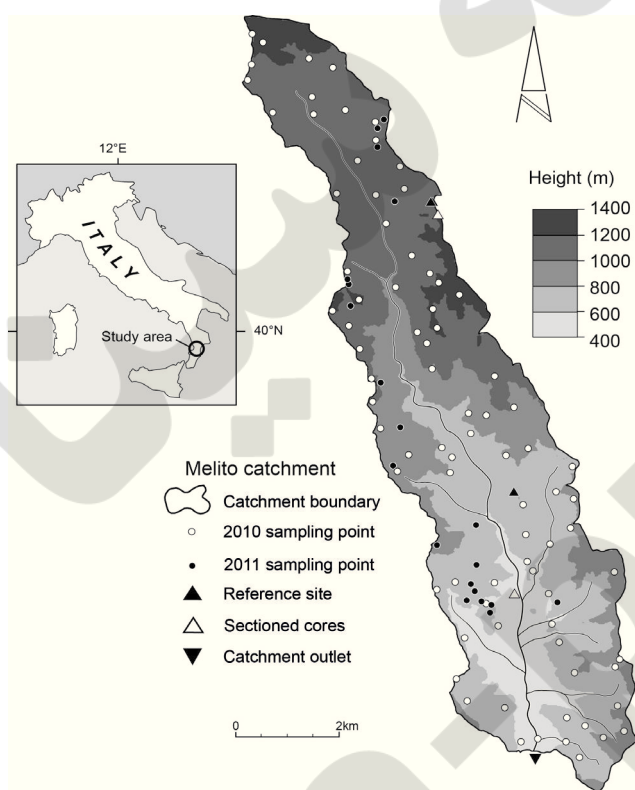 12°E
ITALY
Study area
40°N
Height (m)
1400
1200
1000
800
600
400
Melito catchment
Catchment boundary
2010 sampling point
2011 sampling point
Reference site
Sectioned cores
Catchment outlet
0 2km